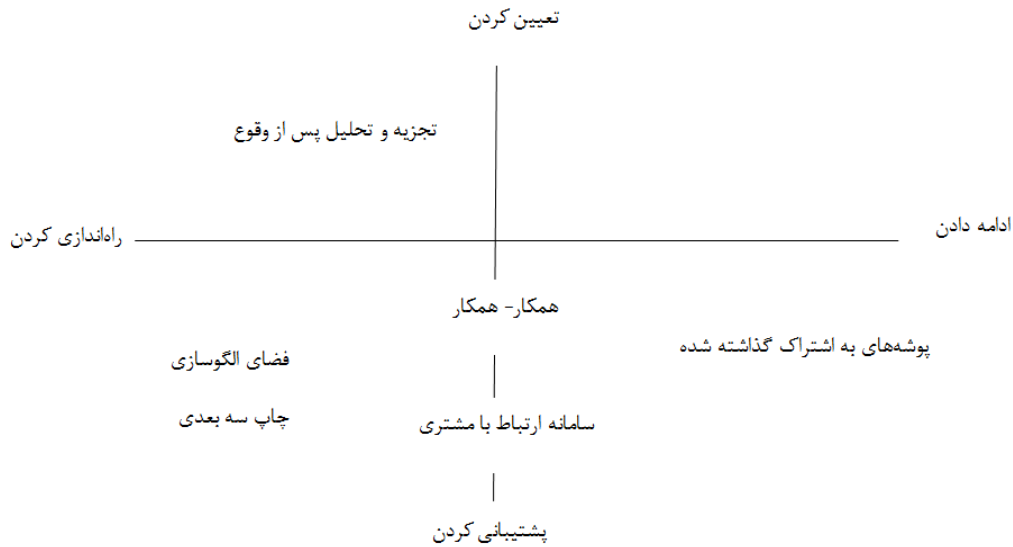 تعیین کردن
تجزیه و تحلیل پس از وقوع
ادامه دادن
راه‌اندازی کردن
همکار- همکار
پوشه‌های به اشتراک گذاشته شده
فضای الگوسازی
چاپ سه بعدی
سامانه ارتباط با مشتری
پشتیبانی کردن